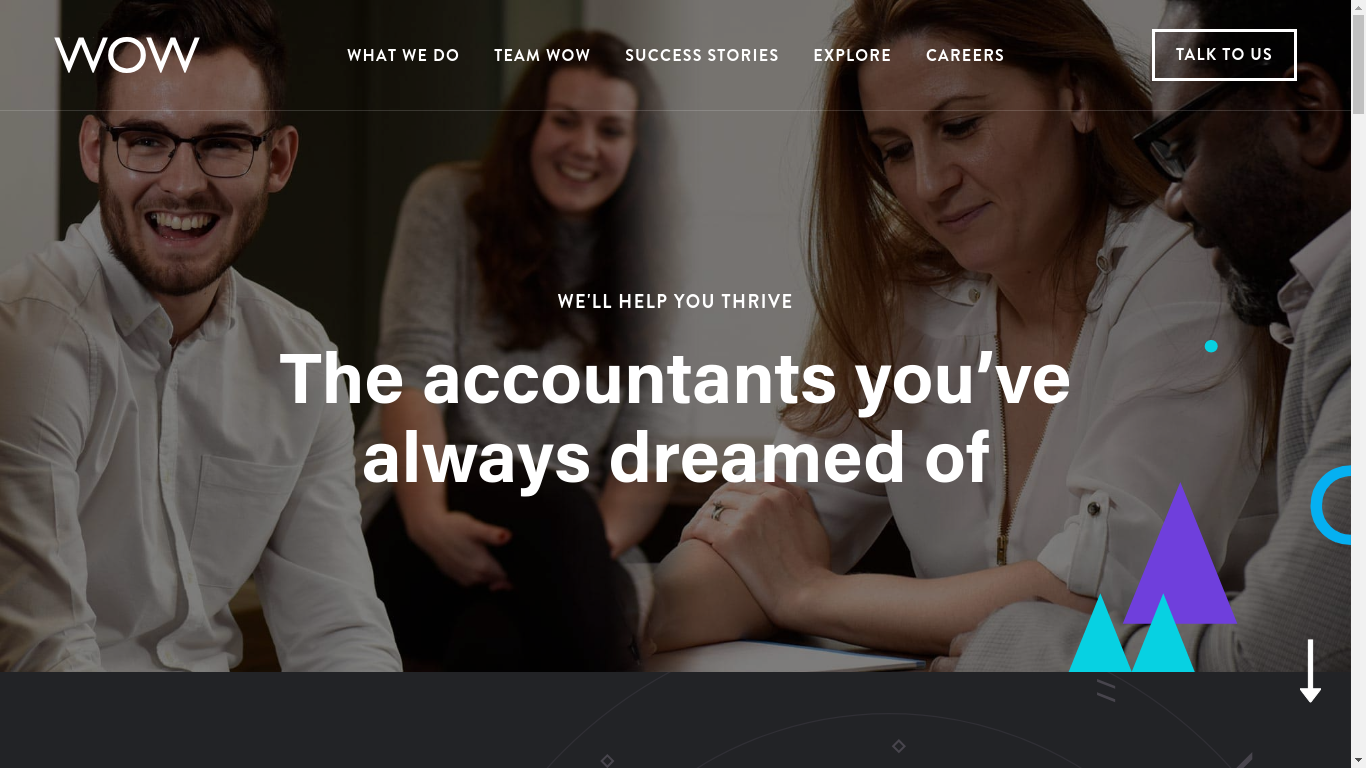 WOW
WHAT WE DO
TEAM WOW
SUCCESS STORIES
EXPLORE
CAREERS
TALK TO US
WE'LL HELP YOU THRIVE
The accountants you’ve
always dreamed of